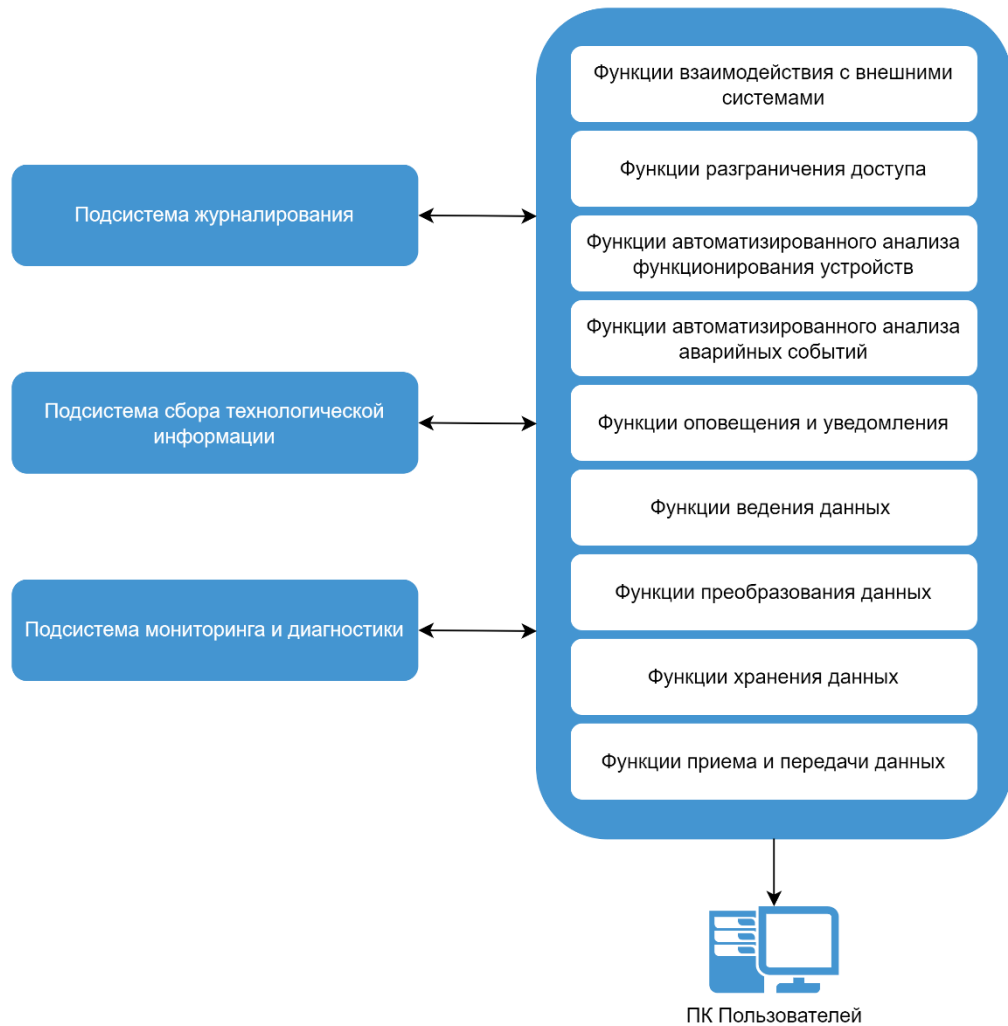 Функции взаимодействия с внешними
системами
Функции разграничения доступа
Подсистема журналирования
Функции автоматизированного анализа
функционирования устройств
Функции автоматизированного анализа
аварийных событий
Подсистема сбора технологической
информации
Функции оповещения и уведомления
Функции ведения данных
Функции преобразования данных
Подсистема мониторинга и диагностики
Функции хранения данных
Функции приема и передачи данных
ПК Пользователей